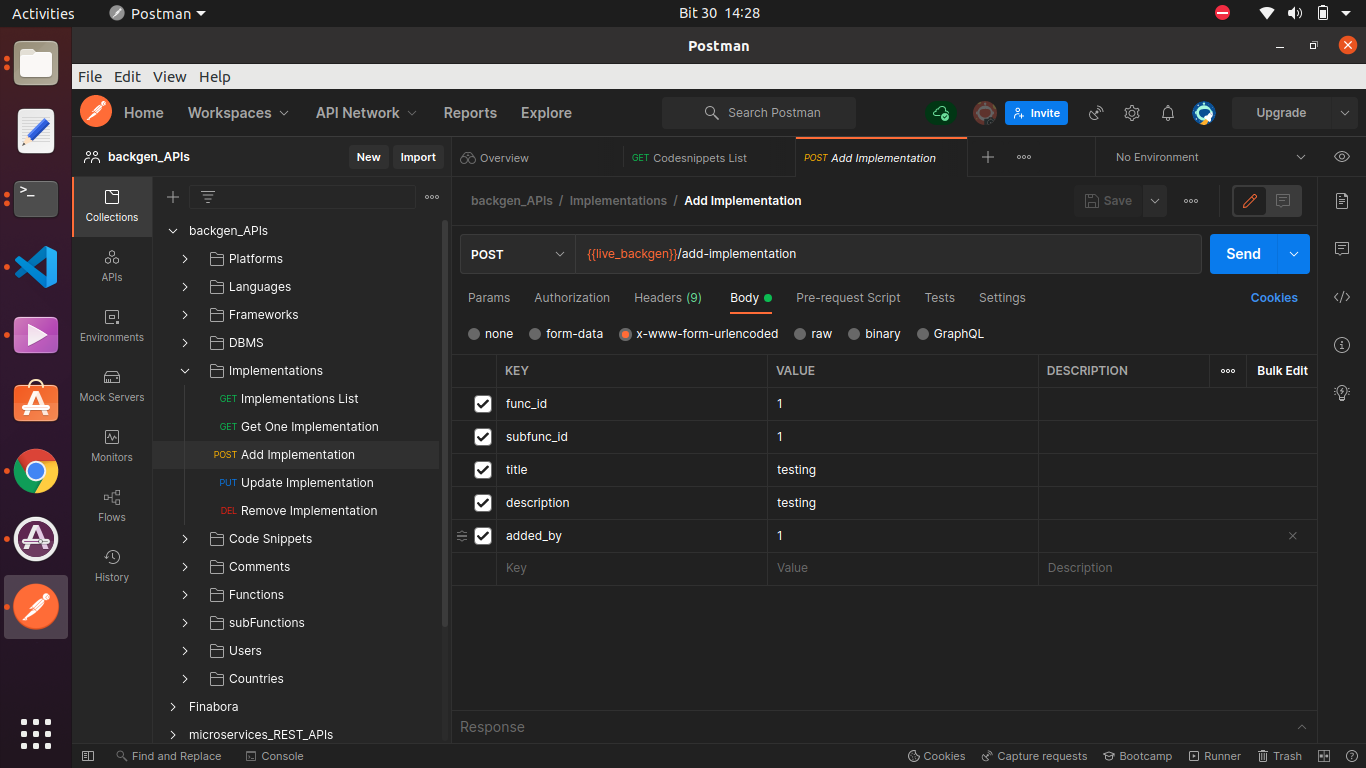 Activities Postman Bit 30 14:28
Postman
File Edit View Help
Home Workspaces API Network Reports Explore Search Postman Invite Upgrade
backgen_APIs New Import Overview GET Codesnippets List POST Add Implementation No Environment
Collections
APIs
Environments
Mock Servers
Monitors
Flows
History
backgen_APIs
Platforms
Languages
Frameworks
DBMS
Implementations
GET Implementations List
GET Get One Implementation
POST Add Implementation
PUT Update Implementation
DEL Remove Implementation
Code Snippets
Comments
Functions
subFunctions
Users
Countries
Finabora
microservices_REST_APIs
backgen_APIs / Implementations / Add Implementation Save
POST {{live_backgen}}/add-implementation Send
Params Authorization Headers (9) Body Pre-request Script Tests Settings Cookies
none form-data x-www-form-urlencoded raw binary GraphQL
KEY VALUE DESCRIPTION Bulk Edit
func_id 1
subfunc_id 1
title testing
description testing
added_by 1
Key Value Description
Response
Find and Replace Console Cookies Capture requests Bootcamp Runner Trash